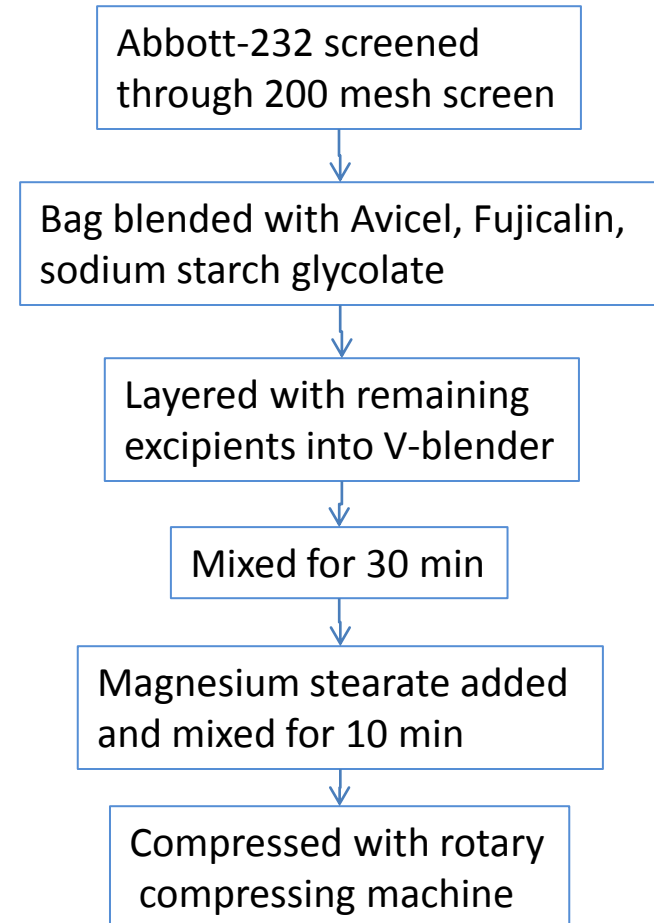 Abbott-232 screened
through 200 mesh screen
Bag blended with Avicel, Fujicalin,
sodium starch glycolate
Layered with remaining
excipients into V-blender
Mixed for 30 min
Magnesium stearate added
and mixed for 10 min
Compressed with rotary
compressing machine